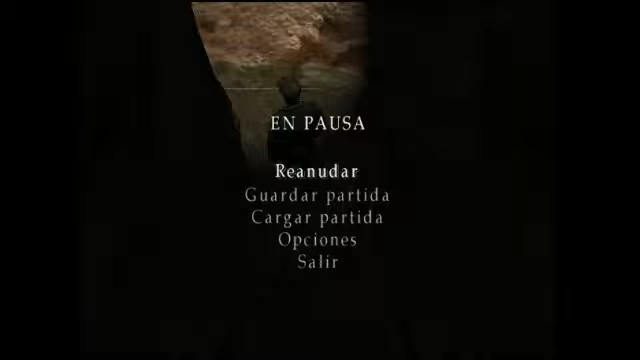 EN PAUSA
Reanudar
Guardar partida
Cargar partida
Opciones
Salir